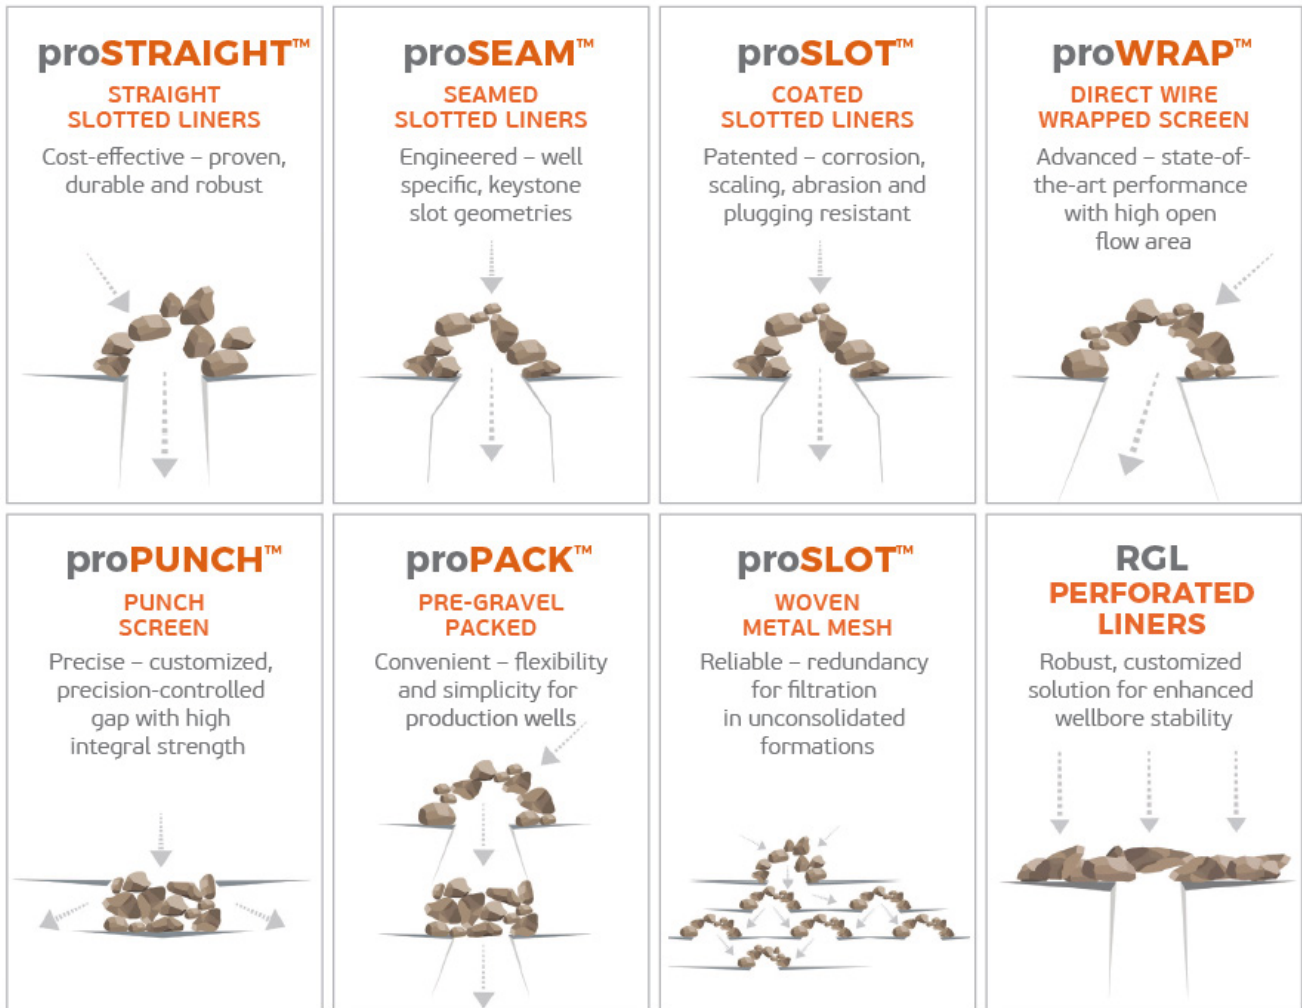 proSTRAIGHT™
STRAIGHT
SLOTTED LINERS
Cost-effective – proven,
durable and robust
proSEAM™
SEAMED
SLOTTED LINERS
Engineered – well
specific, keystone
slot geometries
proSLOT™
COATED
SLOTTED LINERS
Patented – corrosion,
scaling, abrasion and
plugging resistant
proWRAP™
DIRECT WIRE
WRAPPED SCREEN
Advanced – state-of-
the-art performance
with high open
flow area
proPUNCH™
PUNCH
SCREEN
Precise – customized,
precision-controlled
gap with high
integral strength
proPACK™
PRE-GRAVEL
PACKED
Convenient – flexibility
and simplicity for
production wells
proSLOT™
WOVEN
METAL MESH
Reliable – redundancy
for filtration
in unconsolidated
formations
RGL
PERFORATED
LINERS
Robust, customized
solution for enhanced
wellbore stability